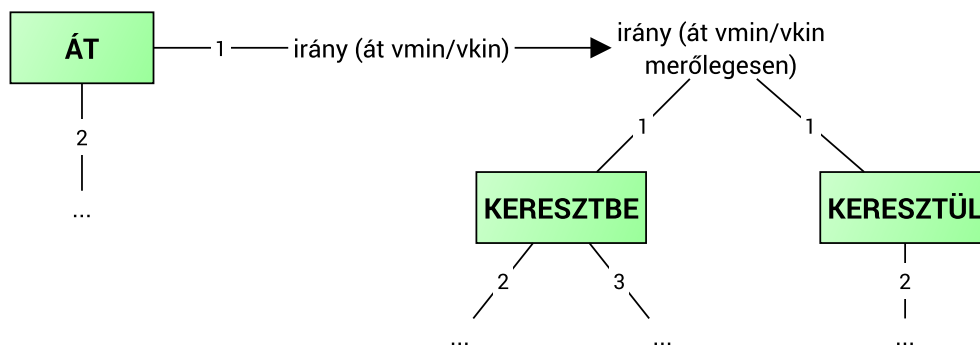 ÁT
1
irány (át vmin/vkin)
irány (át vmin/vkin
merőlegesen)
2
1
1
...
KERESZTBE
KERESZTÜL
2
3
2
...
...
...